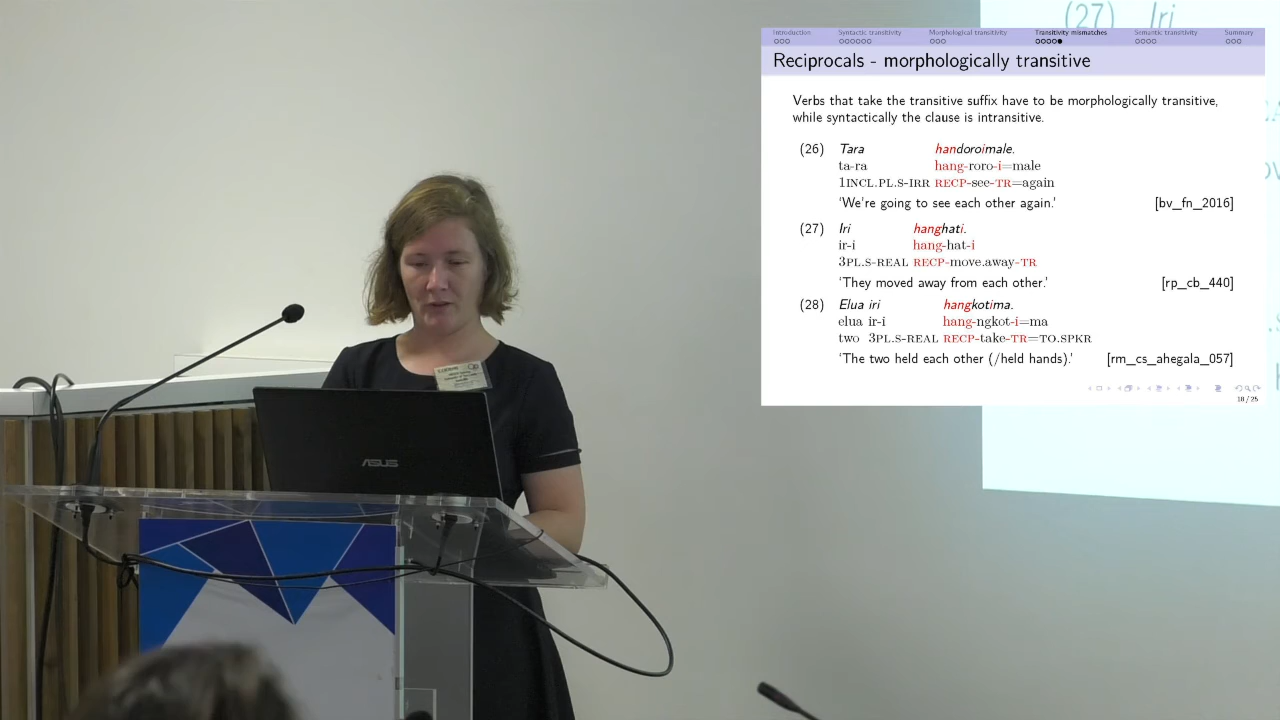 (27) Iri
Introduction Syntactic transitivity Morphological transitivity Transitivity mismatches Semantic transitivity Summary
Reciprocals - morphologically transitive
Verbs that take the transitive suffix have to be morphologically transitive,
while syntactically the clause is intransitive.
(26) Tara handoroimale.
ta-ra hang-roro-i=male
1INCL.PL.S-IRR RECP-see-TR=again
'We're going to see each other again.' [bv_fn_2016]
(27) Iri hanghati.
ir-i hang-hat-i
3PL.S-REAL RECP-move.away-TR
'They moved away from each other.' [rp_cb_440]
(28) Elua iri hangkotima.
elua ir-i hang-ngkot-i=ma
two 3PL.S-REAL RECP-take-TR=TO.SPKR
'The two held each other (/held hands).' [rm_cs_ahegala_057]
18 / 25
ASUS